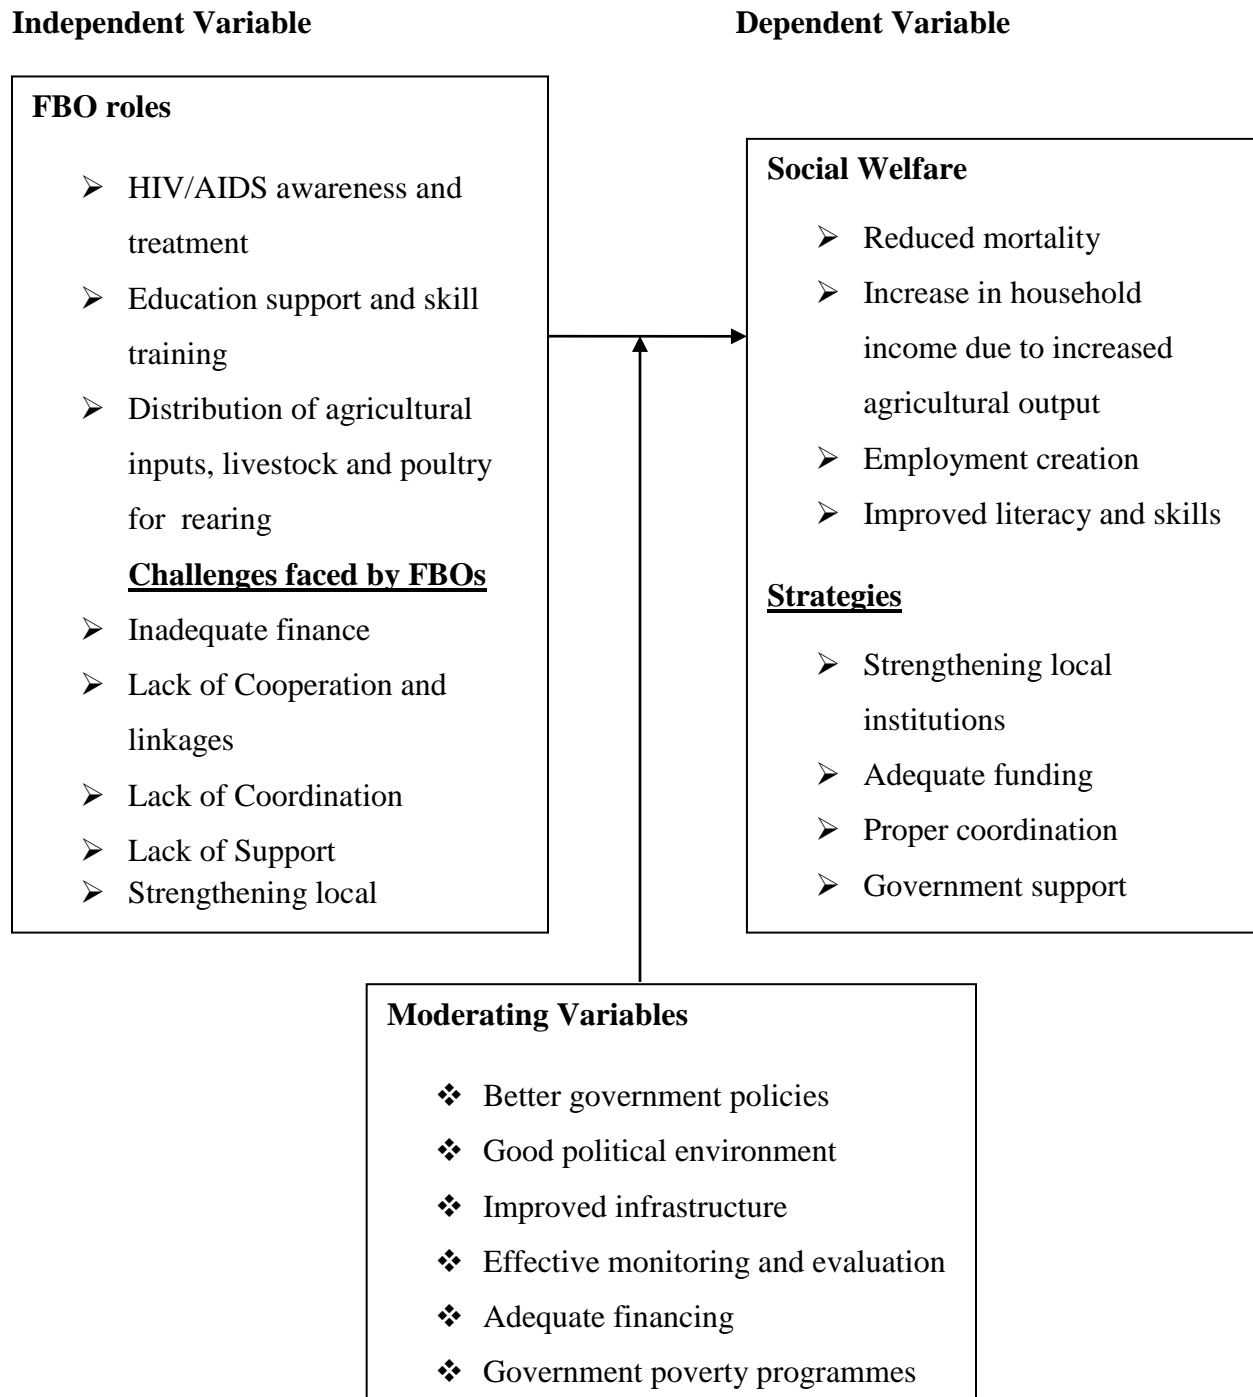 Independent Variable
Dependent Variable
FBO roles
➢ HIV/AIDS awareness and
treatment
➢ Education support and skill
training
➢ Distribution of agricultural
inputs, livestock and poultry
for rearing
Challenges faced by FBOs
➢ Inadequate finance
➢ Lack of Cooperation and
linkages
➢ Lack of Coordination
➢ Lack of Support
➢ Strengthening local
Social Welfare
➢ Reduced mortality
➢ Increase in household
income due to increased
agricultural output
➢ Employment creation
➢ Improved literacy and skills
Strategies
➢ Strengthening local
institutions
➢ Adequate funding
➢ Proper coordination
➢ Government support
Moderating Variables
❖ Better government policies
❖ Good political environment
❖ Improved infrastructure
❖ Effective monitoring and evaluation
❖ Adequate financing
❖ Government poverty programmes